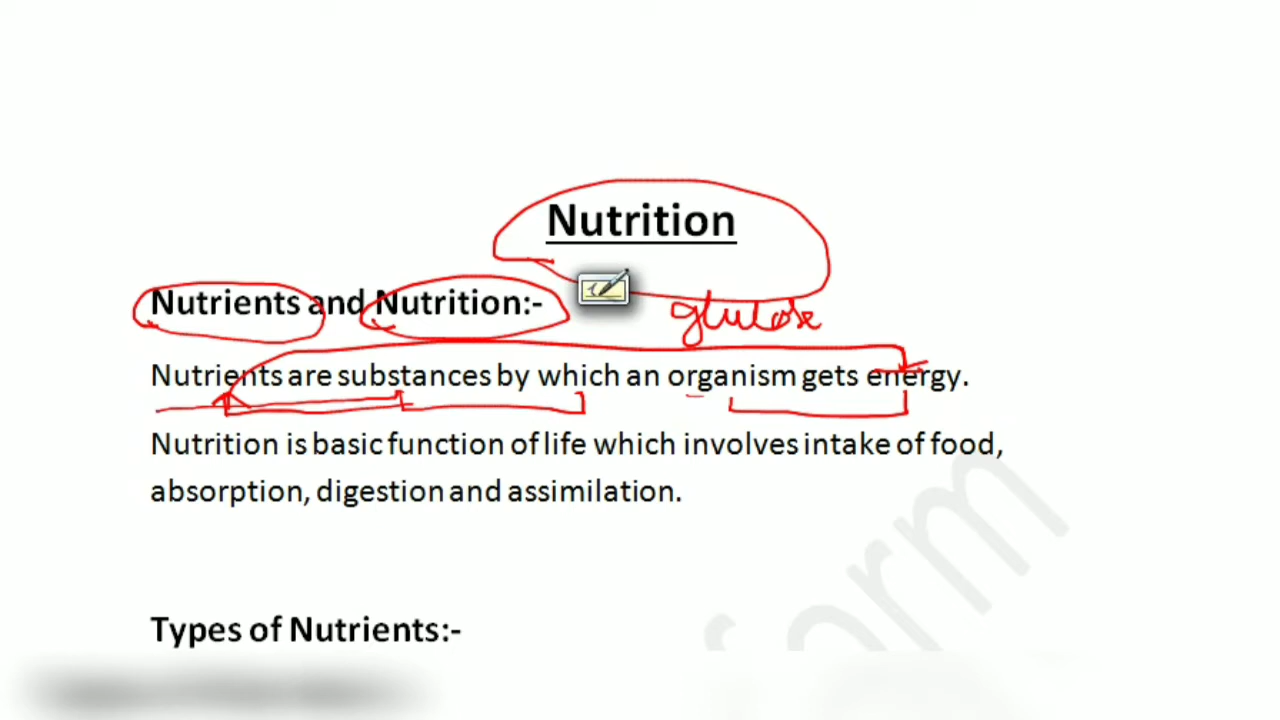 Nutrition
Nutrients and Nutrition:-
glucose
Nutrients are substances by which an organism gets energy.
Nutrition is basic function of life which involves intake of food,
absorption, digestion and assimilation.
Types of Nutrients:-